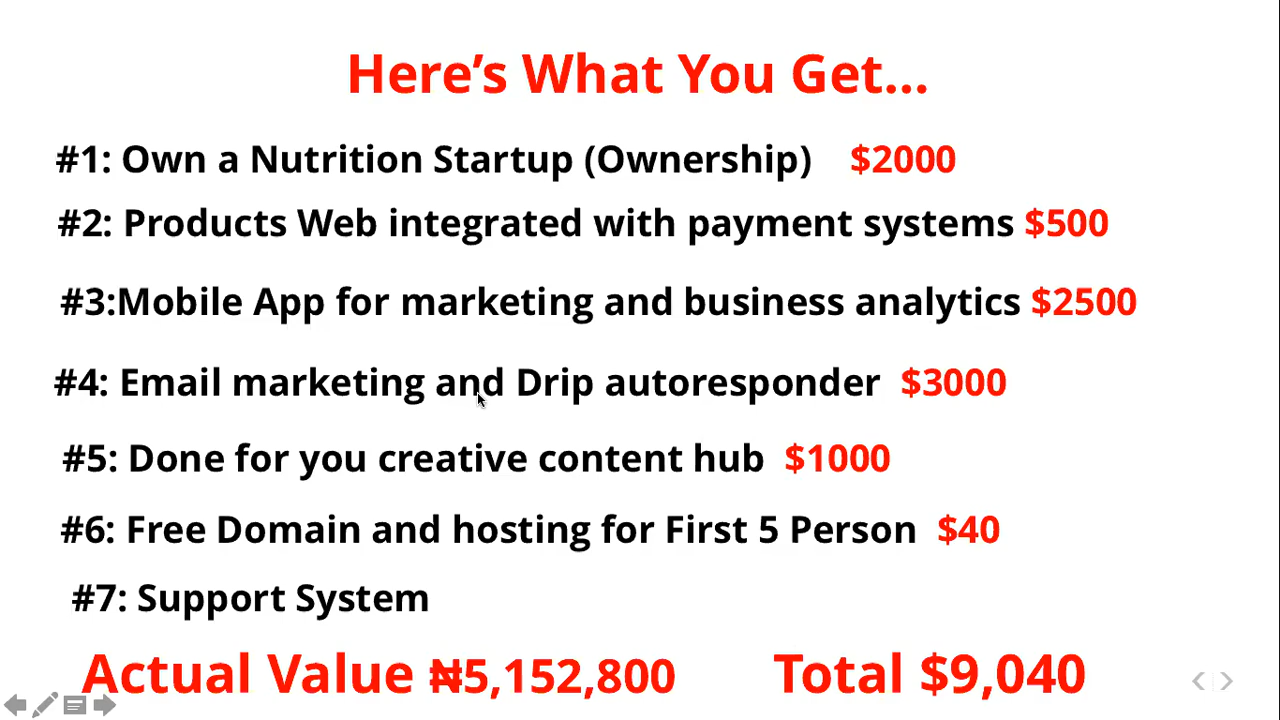 Here’s What You Get...
#1: Own a Nutrition Startup (Ownership) $2000
#2: Products Web integrated with payment systems $500
#3:Mobile App for marketing and business analytics $2500
#4: Email marketing and Drip autoresponder $3000
#5: Done for you creative content hub $1000
#6: Free Domain and hosting for First 5 Person $40
#7: Support System
Actual Value ₦5,152,800 Total $9,040